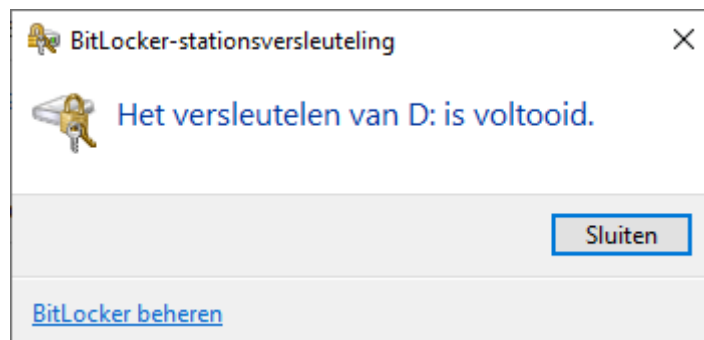 BitLocker-stationsversleuteling
Het versleutelen van D: is voltooid.
Sluiten
BitLocker beheren